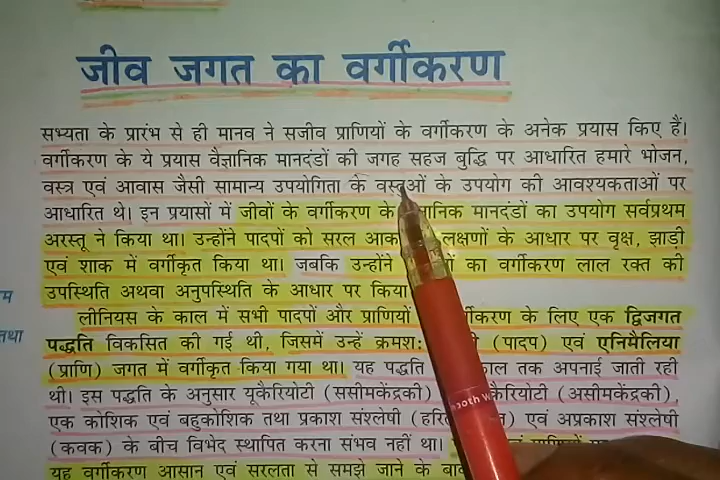 जीव जगत का वर्गीकरण
सभ्यता के प्रारंभ से ही मानव ने सजीव प्राणियों के वर्गीकरण के अनेक प्रयास किए हैं।
वर्गीकरण के ये प्रयास वैज्ञानिक मानदंडों की जगह सहज बुद्धि पर आधारित हमारे भोजन,
वस्त्र एवं आवास जैसी सामान्य उपयोगिता के वस्तुओं के उपयोग की आवश्यकताओं पर
आधारित थे। इन प्रयासों में जीवों के वर्गीकरण के मानदंडों का उपयोग सर्वप्रथम
अरस्तू ने किया था। उन्होंने पादपों को सरल लक्षणों के आधार पर वृक्ष, झाड़ी
एवं शाक में वर्गीकृत किया था। जबकि उन्होंने का वर्गीकरण लाल रक्त की
उपस्थिति अथवा अनुपस्थिति के आधार पर किया
लीनियस के काल में सभी पादपों और प्राणियों के लिए एक द्विजगत
तथा
पद्धति विकसित की गई थी, जिसमें उन्हें क्रमश: (पादप) एवं एनिमैलिया
(प्राणि) जगत में वर्गीकृत किया गया था। यह पद्धति तक अपनाई जाती रही
थी। इस पद्धति के अनुसार यूकैरियोटी (ससीमकेंद्रकी) (असीमकेंद्रकी),
एक कोशिक एवं बहुकोशिक तथा प्रकाश संश्लेषी एवं अप्रकाश संश्लेषी
(कवक) के बीच विभेद स्थापित करना संभव नहीं था।
यह वर्गीकरण आसान एवं सरलता से समझे जाने के